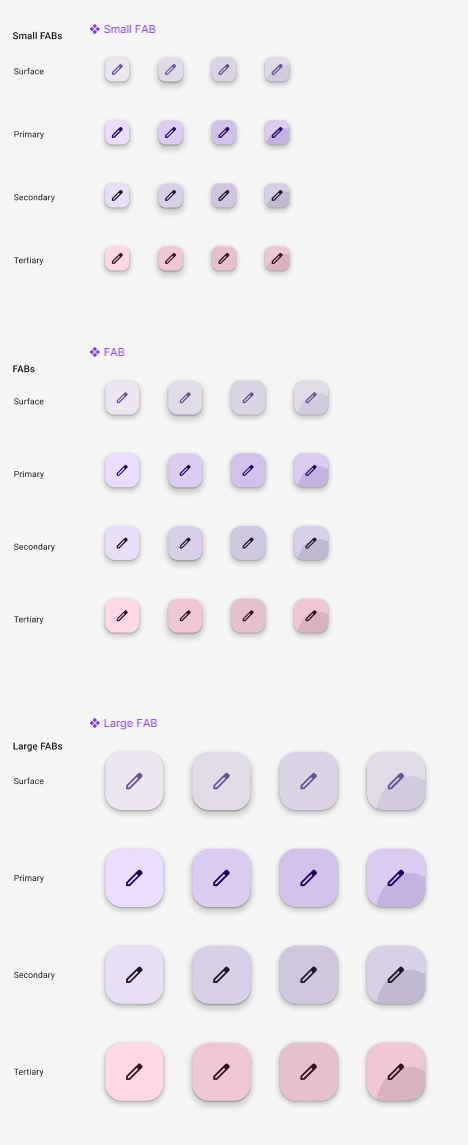 Small FABs
Small FAB
Surface
Primary
Secondary
Tertiary
FAB
FABs
Surface
Primary
Secondary
Tertiary
Large FAB
Large FABs
Surface
Primary
Secondary
Tertiary